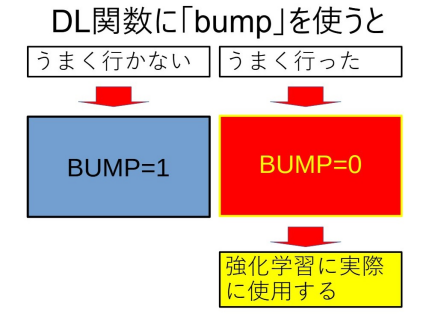 DL関数に「bump」を使うと
うまく行かない
うまく行った
BUMP=1
BUMP=0
強化学習に実際
に使用する